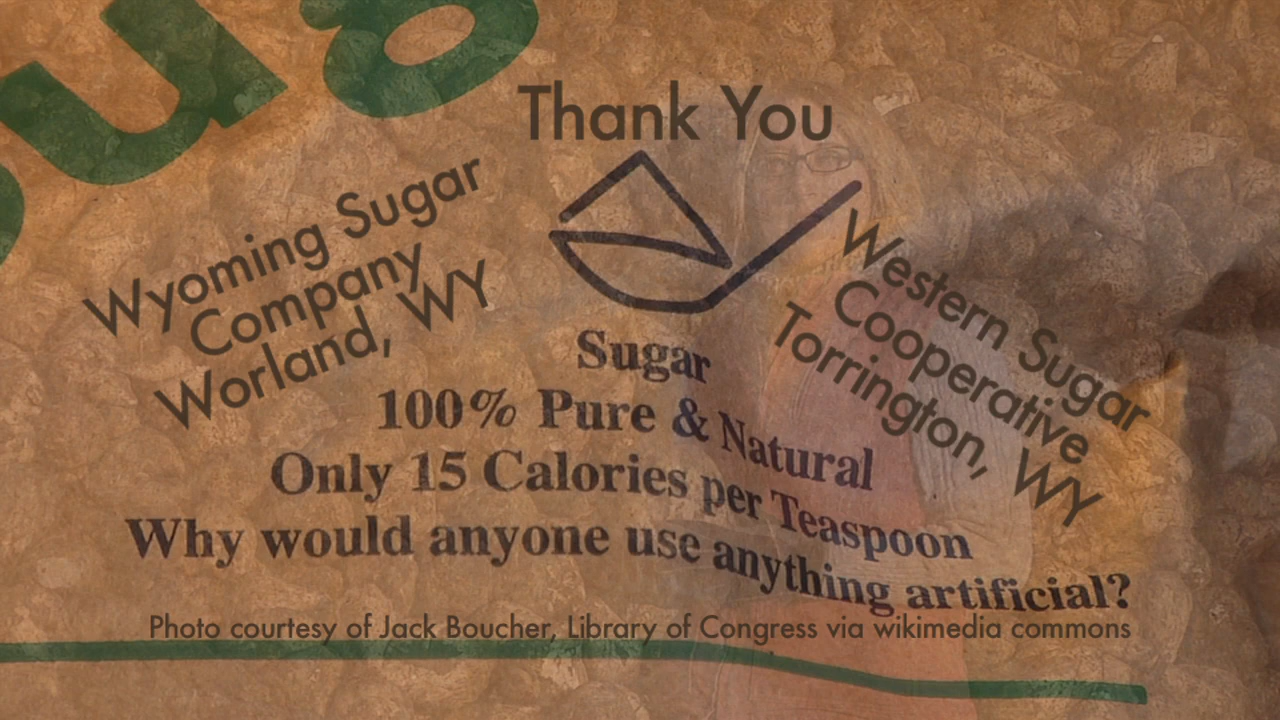 ug
Thank You
Wyoming Sugar
Company
Worland, WY
Western Sugar
Cooperative
Torrington, WY
Sugar
100% Pure & Natural
Only 15 Calories per Teaspoon
Why would anyone use anything artificial?
Photo courtesy of Jack Boucher, Library of Congress via wikimedia commons